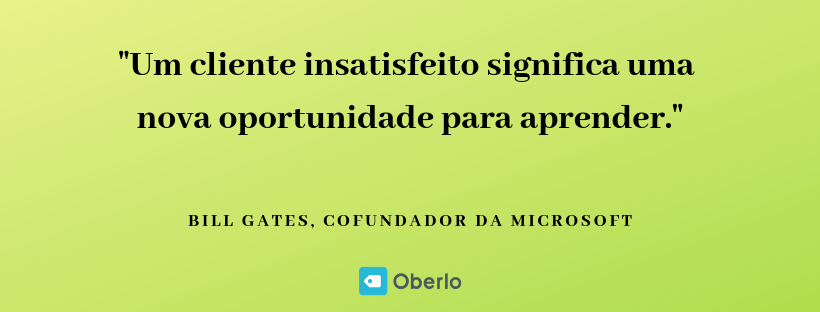 "Um cliente insatisfeito significa uma
nova oportunidade para aprender."
BILL GATES, COFUNDADOR DA MICROSOFT
Oberlo